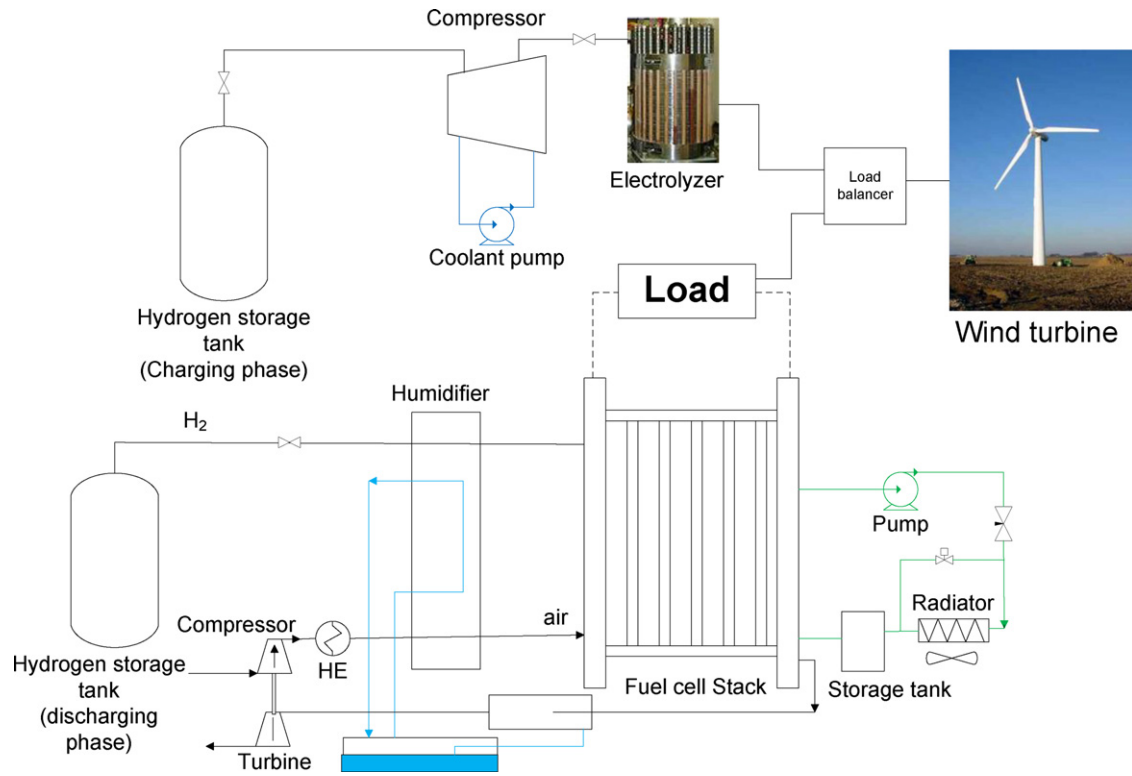 Compressor
Electrolyzer
Load
balancer
Coolant pump
Load
Wind turbine
Hydrogen storage
tank
(Charging phase)
Humidifier
H2
Pump
air
Compressor
Radiator
HE
Hydrogen storage
tank
(discharging
phase)
Fuel cell Stack
Storage tank
Turbine